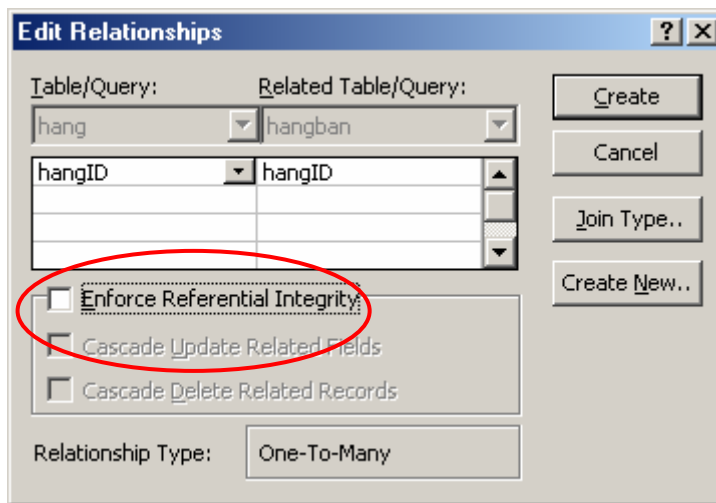 Edit Relationships
Table/Query: Related Table/Query:
hang hangban
hangID hangID
Enforce Referential Integrity
Cascade Update Related Fields
Cascade Delete Related Records
Relationship Type: One-To-Many
Create
Cancel
Join Type..
Create New..